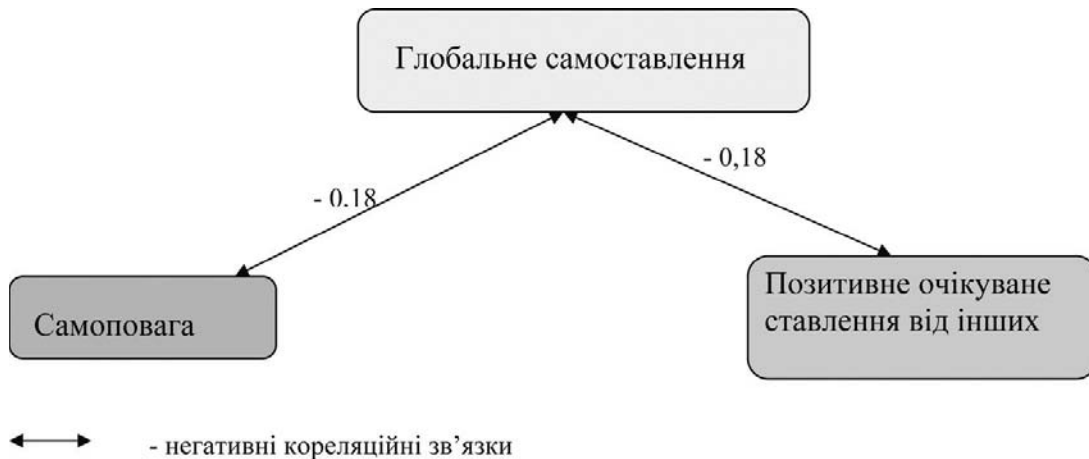 Глобальне самоставлення
- 0,18
- 0.18
Позитивне очікуване
ставлення від інших
Самоповага
- негативні кореляційні зв’язки